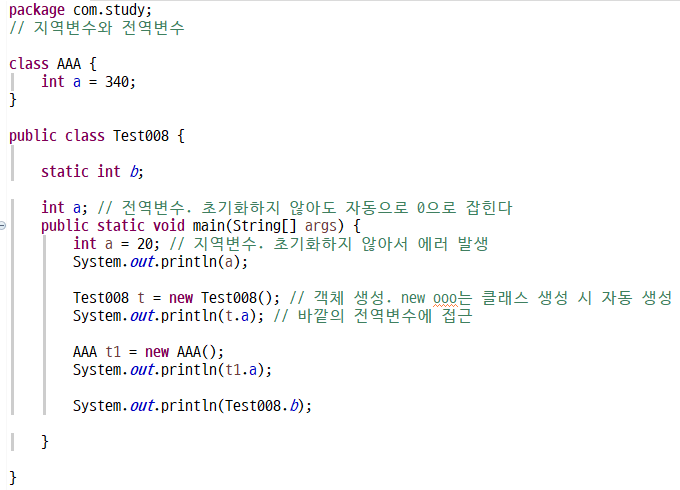 package com.study;
// 지역변수와 전역변수
class AAA {
int a = 340;
}
public class Test008 {
static int b;
int a; // 전역변수. 초기화하지 않아도 자동으로 0으로 잡힌다
public static void main(String[] args) {
int a = 20; // 지역변수. 초기화하지 않아서 에러 발생
System.out.println(a);
Test008 t = new Test008(); // 객체 생성. new ooo는 클래스 생성 시 자동 생성
System.out.println(t.a); // 바깥의 전역변수에 접근
AAA t1 = new AAA();
System.out.println(t1.a);
System.out.println(Test008.b);
}
}